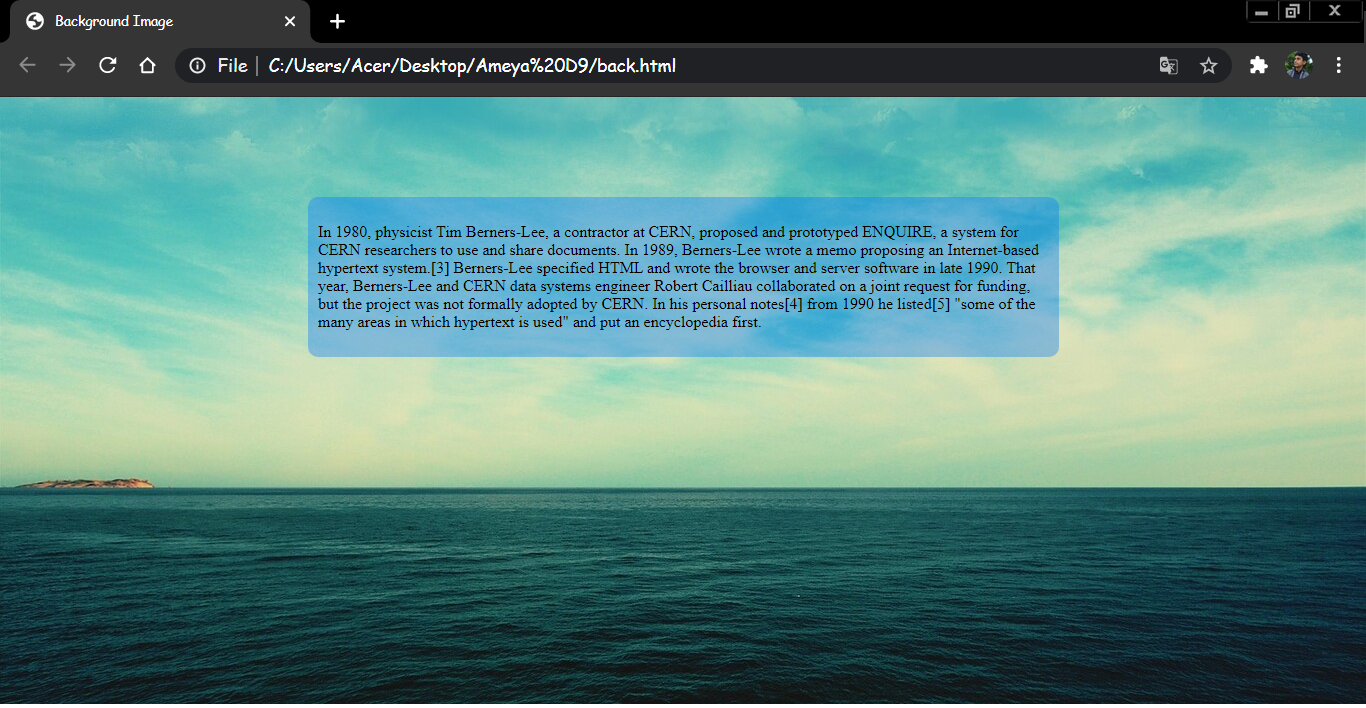 Background Image
File | C:/Users/Acer/Desktop/Ameya%20D9/back.html
In 1980, physicist Tim Berners-Lee, a contractor at CERN, proposed and prototyped ENQUIRE, a system for
CERN researchers to use and share documents. In 1989, Berners-Lee wrote a memo proposing an Internet-based
hypertext system.[3] Berners-Lee specified HTML and wrote the browser and server software in late 1990. That
year, Berners-Lee and CERN data systems engineer Robert Cailliau collaborated on a joint request for funding,
but the project was not formally adopted by CERN. In his personal notes[4] from 1990 he listed[5] "some of the
many areas in which hypertext is used" and put an encyclopedia first.